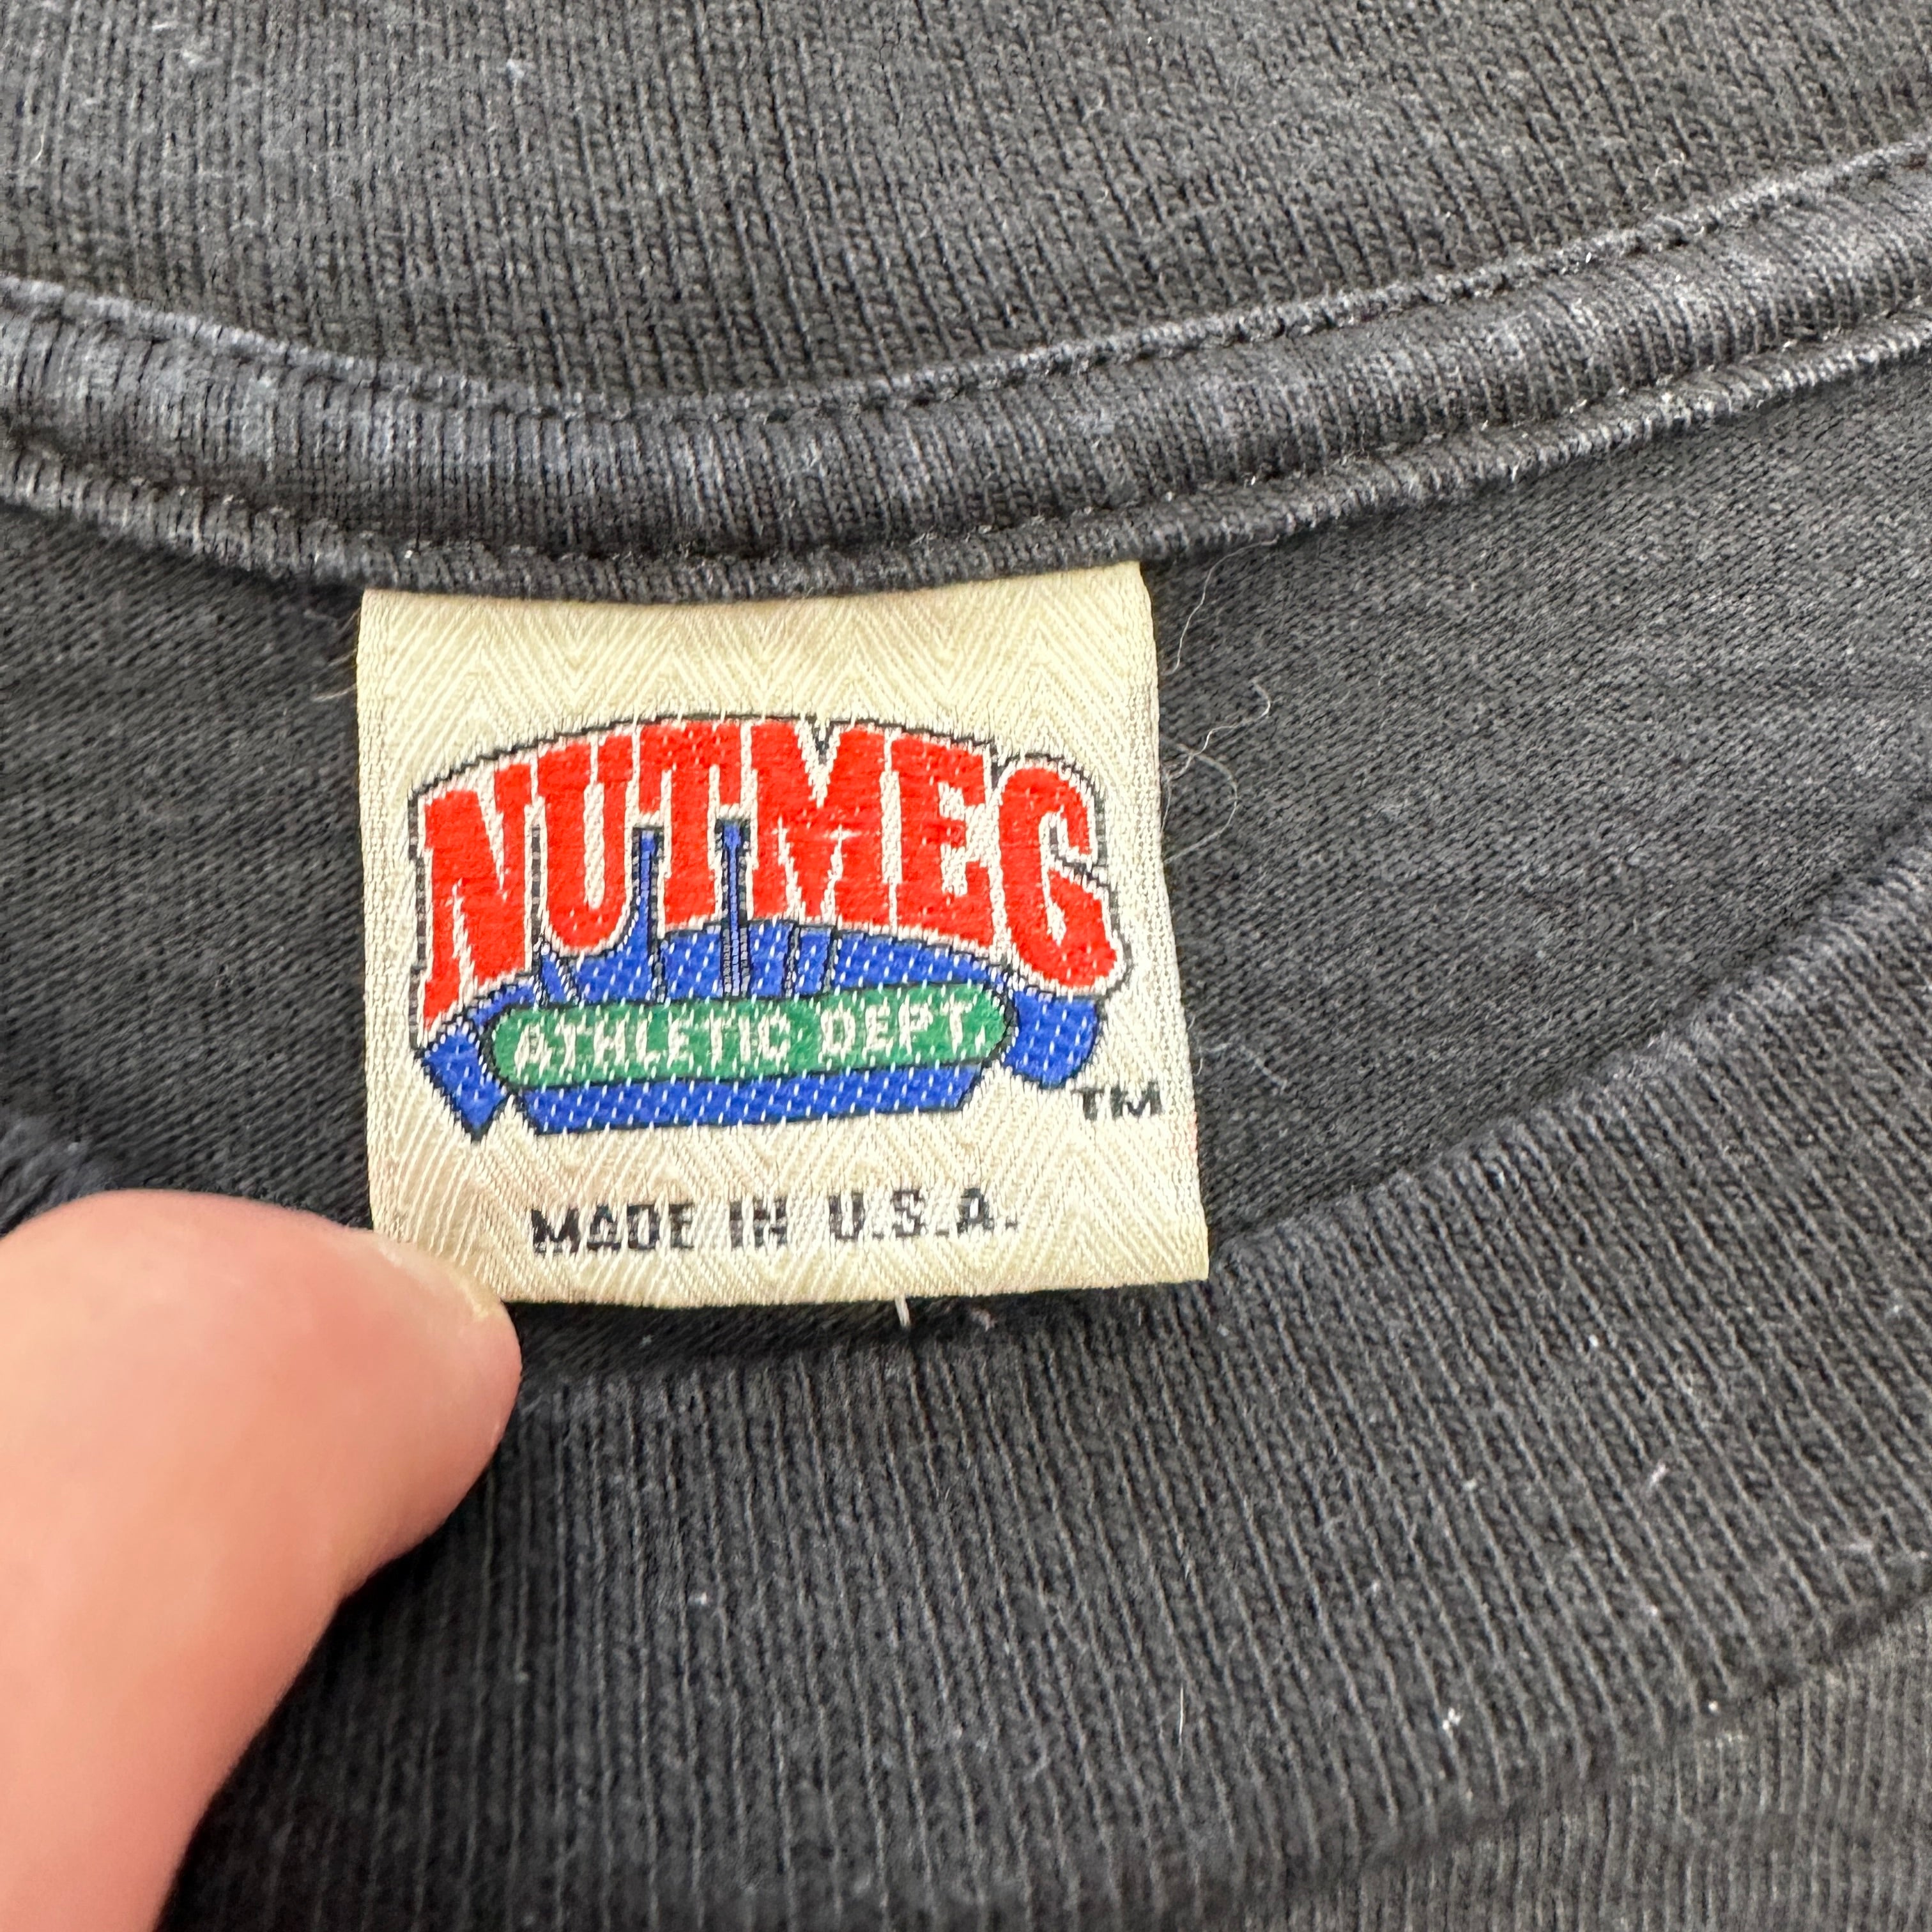 NUTMEG
ATHLETIC DEPT.
TM
MADE IN U.S.A.